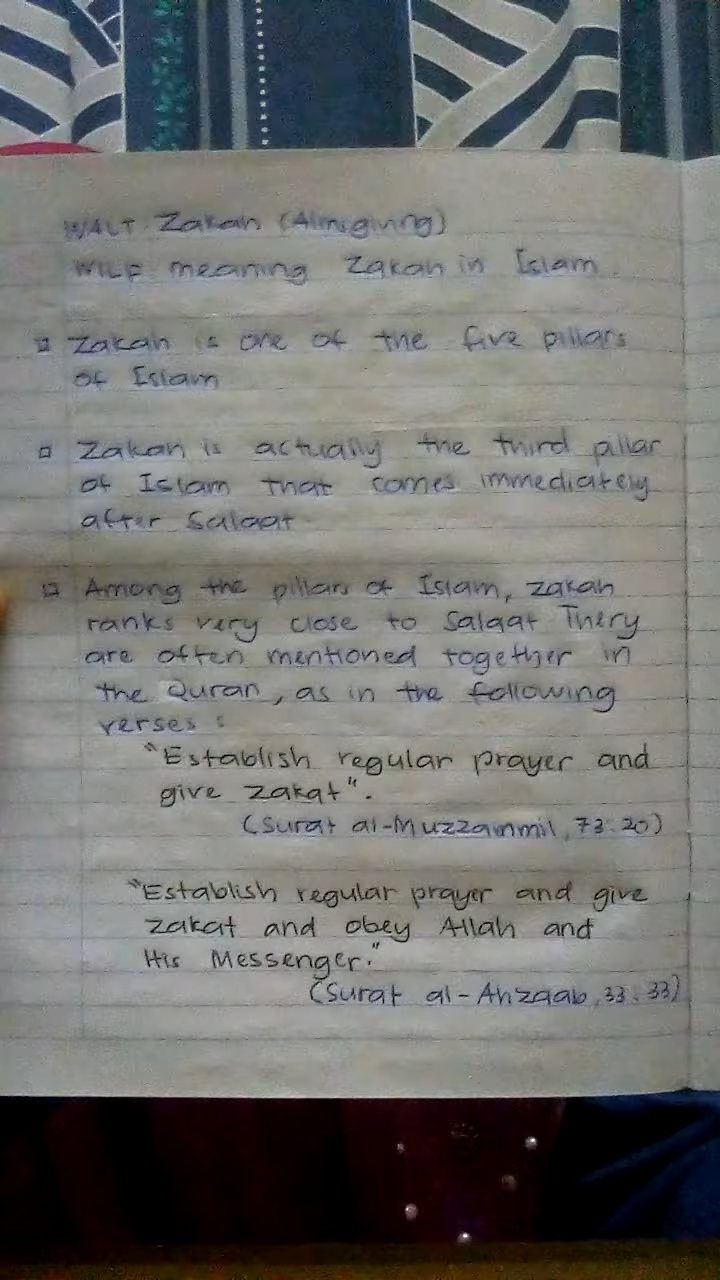 WALT Zakah (Almsgiving)
WILF meaning Zakah in Islam.
Zakah is one of the five pillars
of Islam
Zakah is actually the third pillar
of Islam that comes immediately
after Salaat.
Among the pillars of Islam, zakah
ranks very close to Salaat Thery
are often mentioned together in
the Quran, as in the following
verses:
"Establish regular prayer and
give zakat".
(Surat al-Muzzammil, 73:20)
"Establish regular prayer and give
zakat and obey Allah and
His Messenger."
(Surat al-Ahzaab, 33:33)